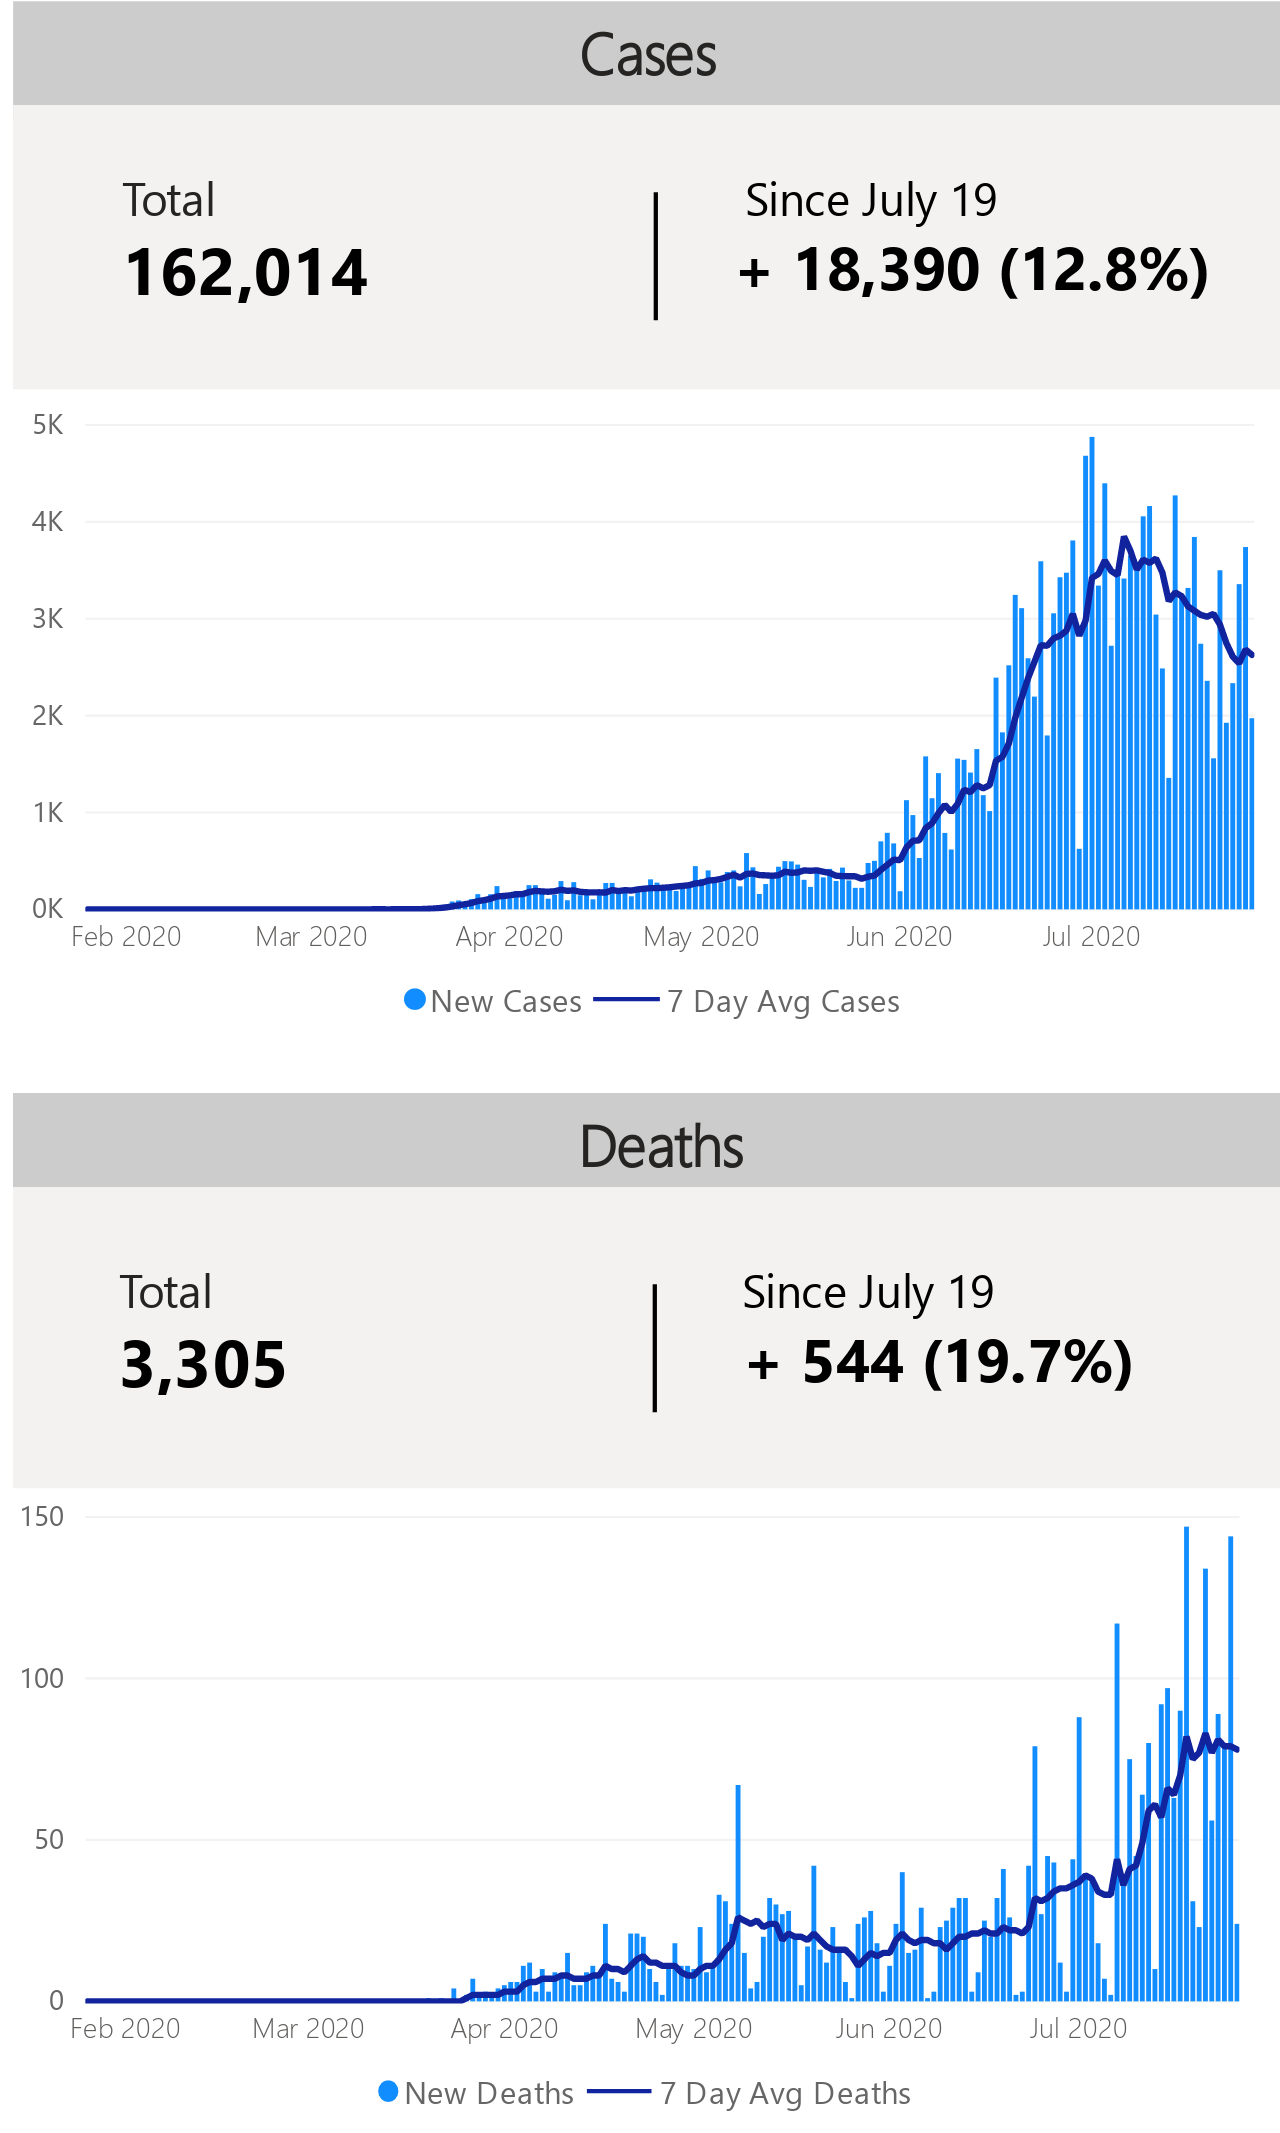 Cases
Total
162,014
Since July 19
+ 18,390 (12.8%)
5K
4K
3K
2K
1K
0K
Feb 2020 Mar 2020 Apr 2020 May 2020 Jun 2020 Jul 2020
New Cases 7 Day Avg Cases
Deaths
Total
3,305
Since July 19
+ 544 (19.7%)
150
100
50
0
Feb 2020 Mar 2020 Apr 2020 May 2020 Jun 2020 Jul 2020
New Deaths 7 Day Avg Deaths